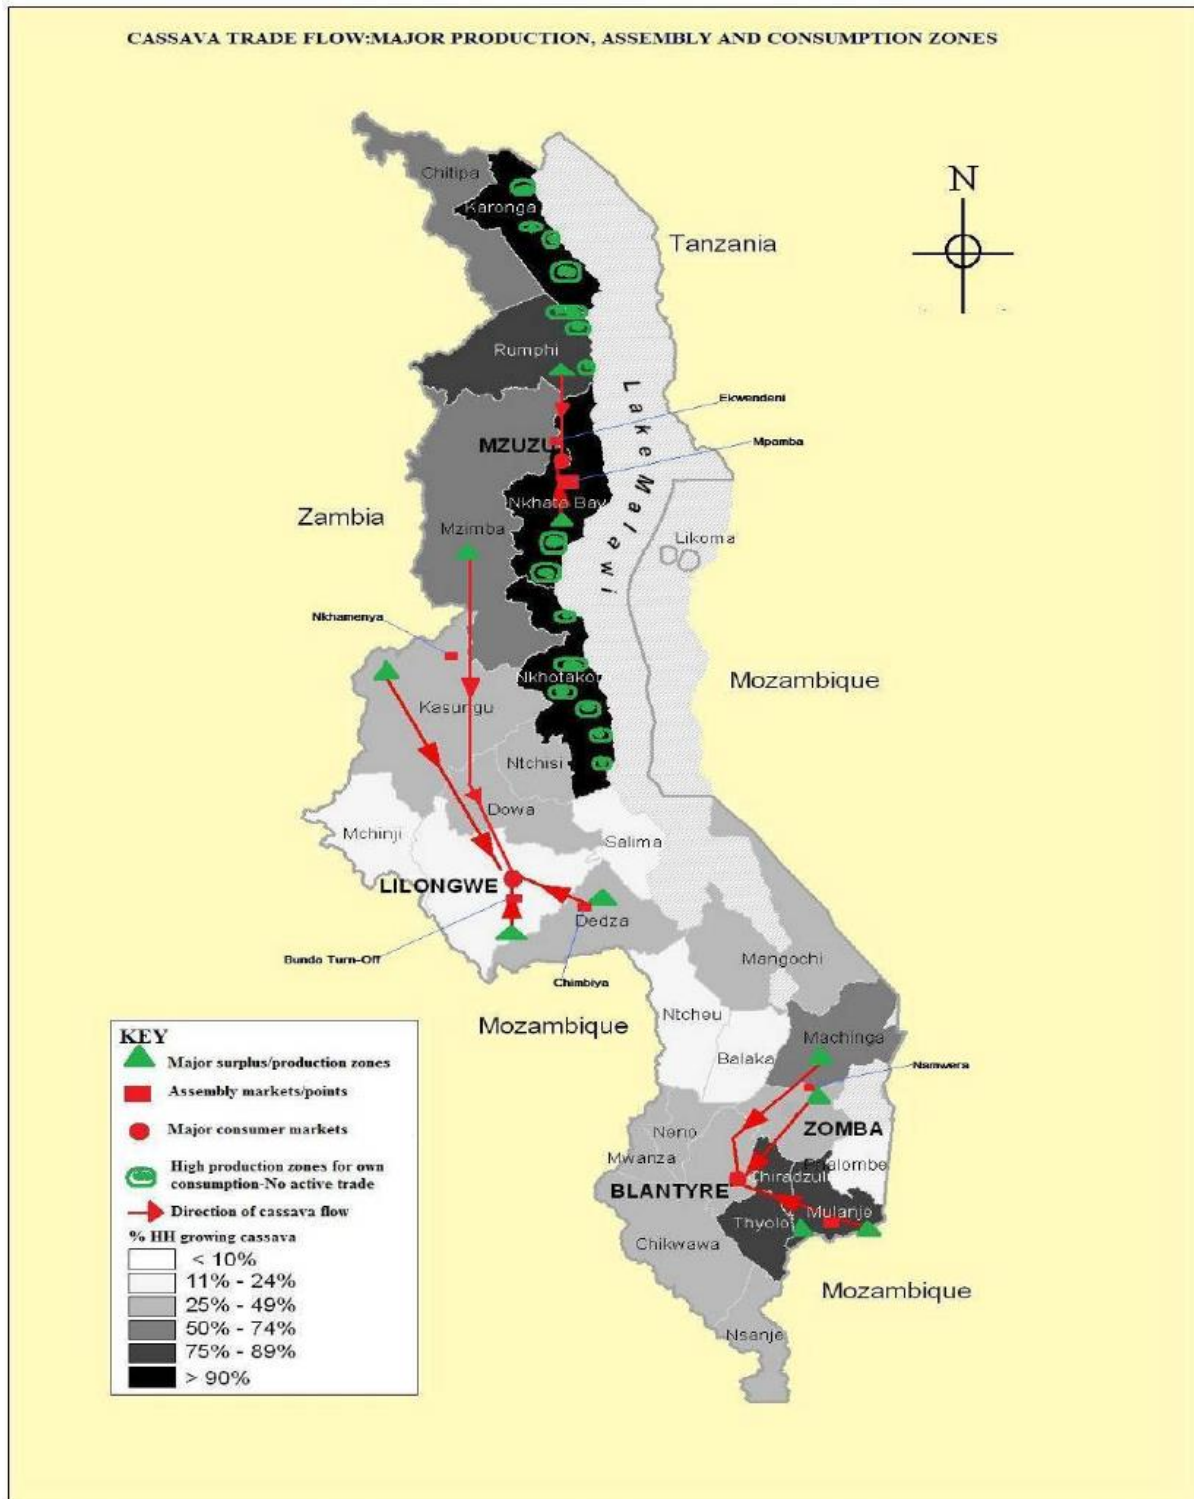 CASSAVA TRADE FLOW:MAJOR PRODUCTION, ASSEMBLY AND CONSUMPTION ZONES
N
Chitipa
Karonga
Tanzania
Rumphi
Lake Malawi
Ekwendeni
MZUZU
Mpamba
Nkhata Bay
Zambia
Mzimba
Likoma
Nkhamenya
Nkhotakot
Mozambique
Kasungu
Ntchisi
Dowa
Mchinji
Salima
LILONGWE
Dedza
Bunda Turn-Off
Chimbiya
Mangochi
Mozambique
Ntcheu
Machinga
Balaka
Namwera
Neno
ZOMBA
Mwanza
Phalombe
Chiradzulu
BLANTYRE
Thyolo
Mulanje
Chikwawa
Mozambique
Nsanje
KEY
Major surplus/production zones
Assembly markets/points
Major consumer markets
High production zones for own
consumption-No active trade
Direction of cassava flow
% HH growing cassava
< 10%
11% - 24%
25% - 49%
50% - 74%
75% - 89%
> 90%